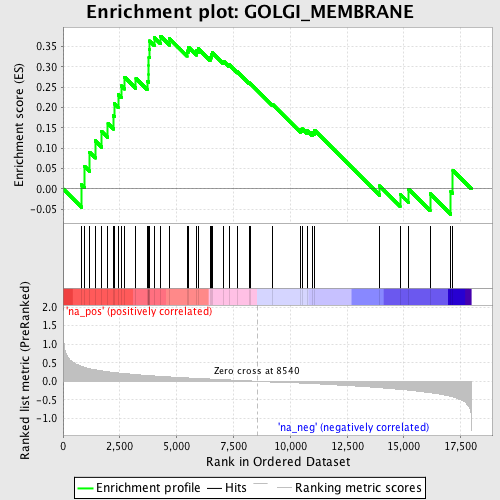 Enrichment plot: GOLGI_MEMBRANE
Enrichment score (ES)
0.35
0.30
0.25
0.20
0.15
0.10
0.05
0.00
-0.05
'na_pos' (positively correlated)
Ranked list metric (PreRanked)
2.0
1.5
1.0
0.5
0.0
-0.5
-1.0
Zero cross at 8540
'na_neg' (negatively correlated)
0 2,500 5,000 7,500 10,000 12,500 15,000 17,500
Rank in Ordered Dataset
Enrichment profile Hits Ranking metric scores